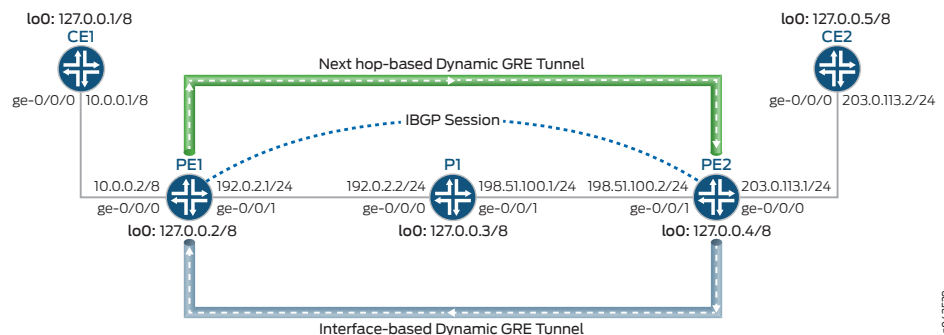 lo0: 127.0.0.1/8
CE1
lo0: 127.0.0.5/8
CE2
Next hop-based Dynamic GRE Tunnel
ge-0/0/0 10.0.0.1/8
ge-0/0/0 203.0.113.2/24
IBGP Session
PE1
PE2
10.0.0.2/8
192.0.2.1/24
192.0.2.2/24
P1
198.51.100.1/24
198.51.100.2/24
203.0.113.1/24
ge-0/0/0
ge-0/0/1
ge-0/0/0
ge-0/0/1
ge-0/0/1
ge-0/0/0
lo0: 127.0.0.2/8
lo0: 127.0.0.3/8
lo0: 127.0.0.4/8
Interface-based Dynamic GRE Tunnel